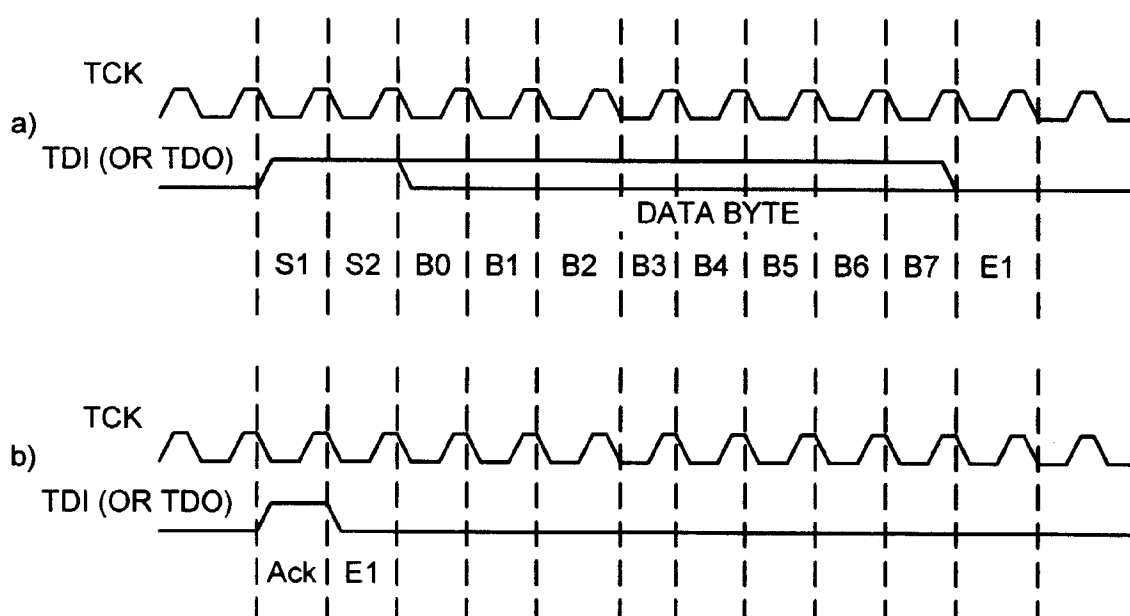 TCK
a)
TDI (OR TDO)
DATA BYTE
S1 S2 B0 B1 B2 B3 B4 B5 B6 B7 E1
TCK
b)
TDI (OR TDO)
Ack E1